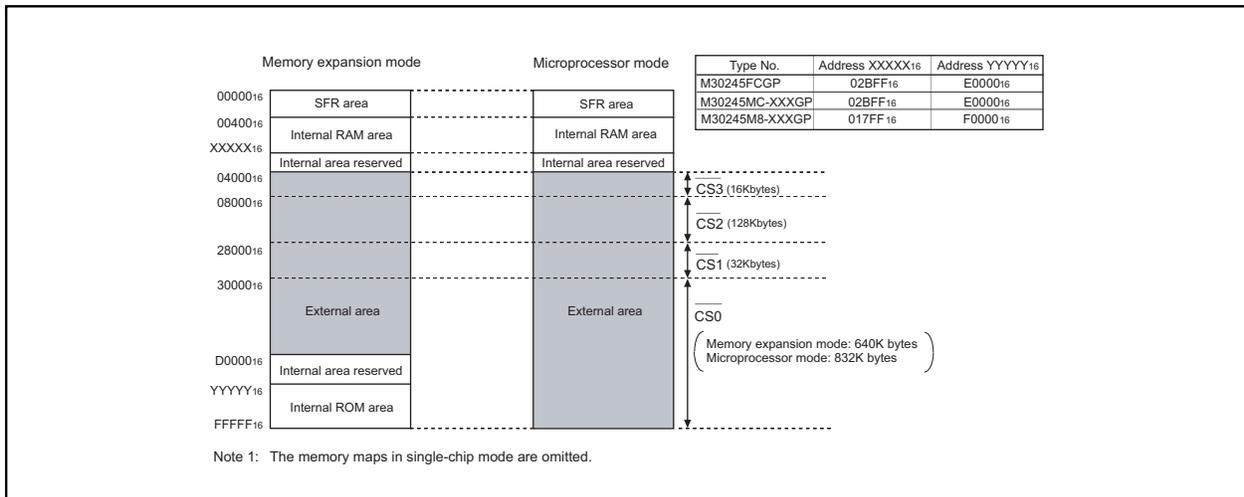 Memory expansion mode
Microprocessor mode
Type No. Address XXXXX16 Address YYYYY16
M30245FCGP 02BFF16 E000016
M30245MC-XXXGP 02BFF16 E000016
M30245M8-XXXGP 017FF16 F000016
0000016
SFR area
SFR area
0040016
Internal RAM area
Internal RAM area
XXXXX16
Internal area reserved
Internal area reserved
0400016
CS3 (16Kbytes)
0800016
CS2 (128Kbytes)
2800016
CS1 (32Kbytes)
3000016
External area
External area
CS0
Memory expansion mode: 640K bytes
Microprocessor mode: 832K bytes
D000016
Internal area reserved
YYYYY16
Internal ROM area
FFFFF16
Note 1: The memory maps in single-chip mode are omitted.